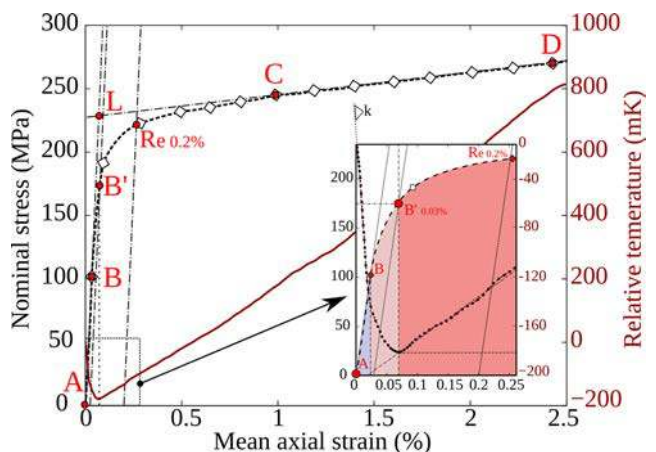 300
250
200
150
100
50
0
Nominal stress (MPa)
1000
800
600
400
200
0
−200
Relative temerature (mK)
0
0.5
1
1.5
2
2.5
Mean axial strain (%)
A
B
B'
L
Re 0.2%
C
D
k
200
150
100
50
0
0
-40
-80
-120
-160
-200
0
0.05
0.1
0.15
0.2
0.25
A
B
B' 0.03%
Re 0.2%